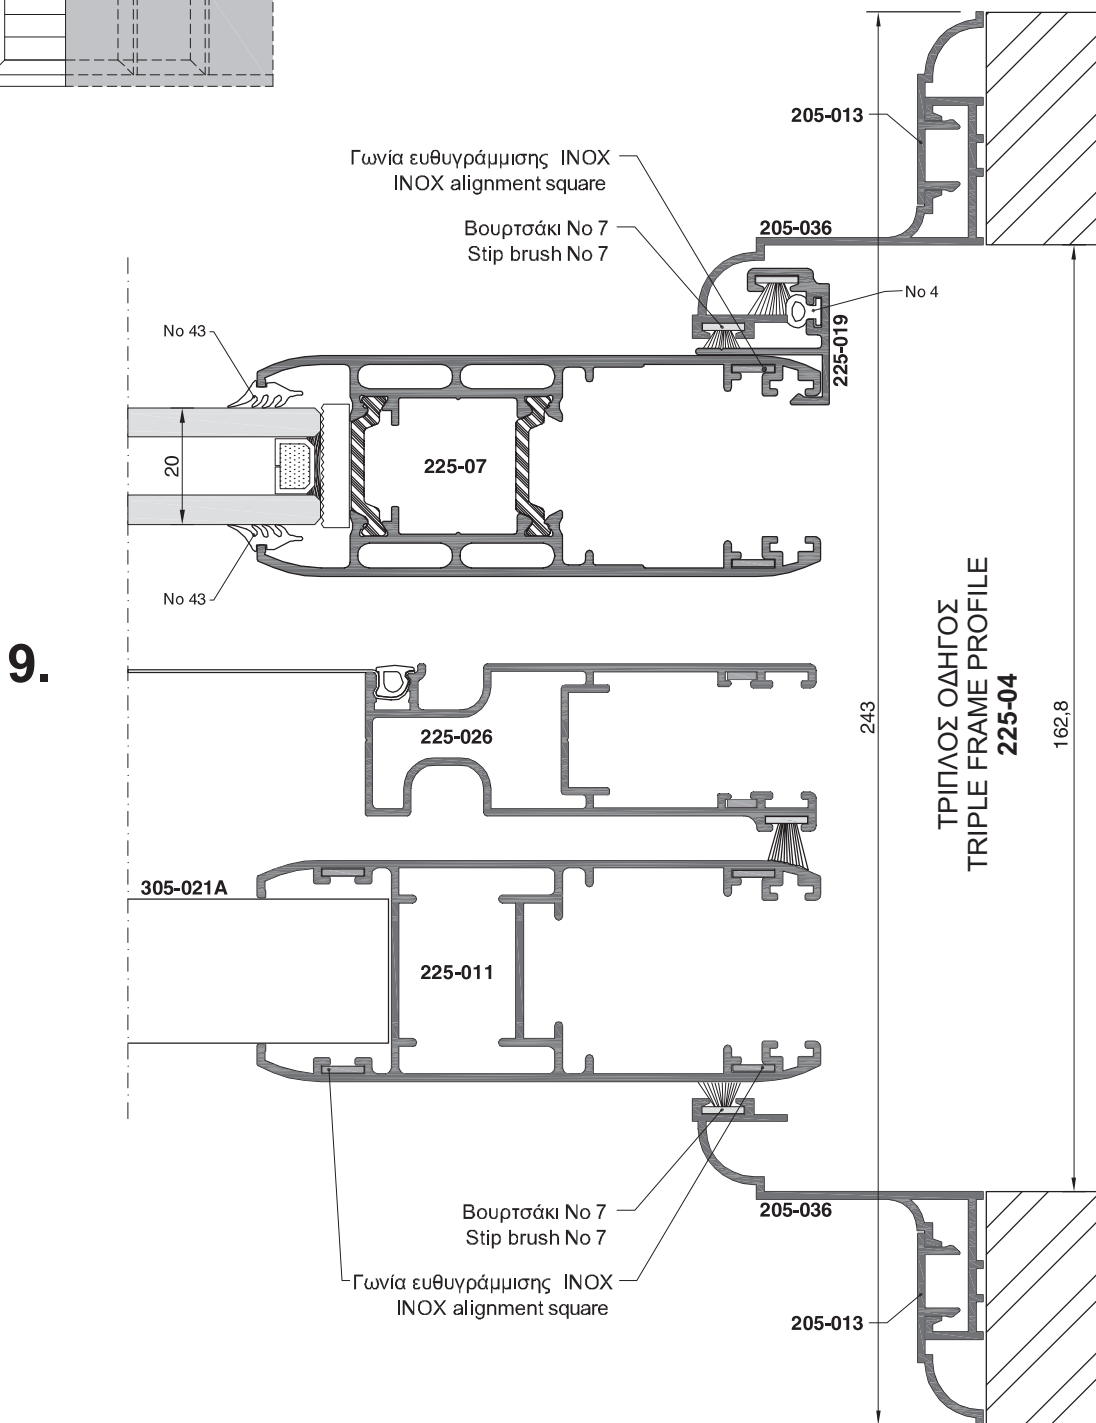 205-013
Γωνία ευθυγράμμισης INOX
INOX alignment square
Βουρτσάκι No 7
Stip brush No 7
205-036
No 4
225-019
No 43
20
225-07
No 43
9.
225-026
243
ΤΡΙΠΛΟΣ ΟΔΗΓΟΣ
TRIPLE FRAME PROFILE
225-04
162,8
305-021A
225-011
Βουρτσάκι No 7
Stip brush No 7
205-036
Γωνία ευθυγράμμισης INOX
INOX alignment square
205-013